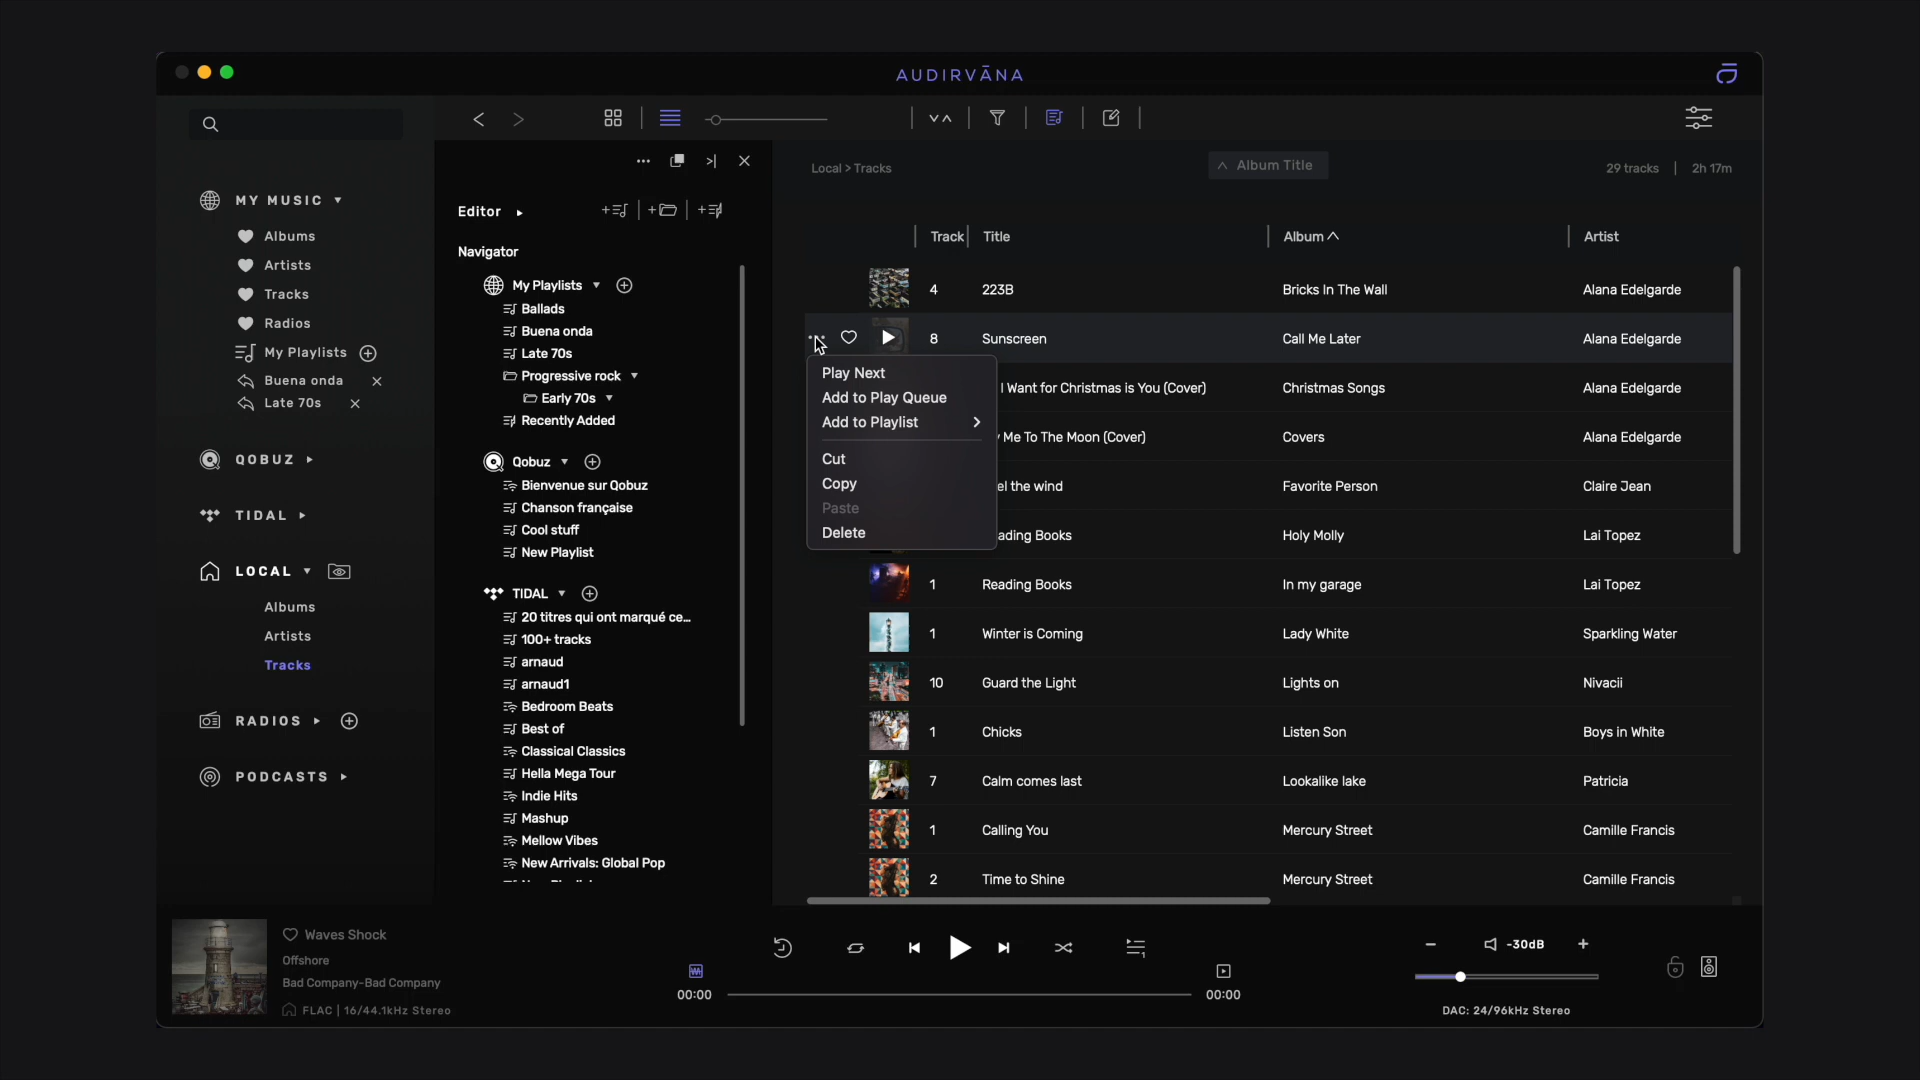 AUDIRVĀNA
MY MUSIC
Albums
Artists
Tracks
Radios
My Playlists
Buena onda
Late 70s
QOBUZ
TIDAL
LOCAL
Albums
Artists
Tracks
RADIOS
PODCASTS
Editor
Navigator
My Playlists
Ballads
Buena onda
Late 70s
Progressive rock
Early 70s
Recently Added
Qobuz
Bienvenue sur Qobuz
Chanson française
Cool stuff
New Playlist
TIDAL
20 titres qui ont marqué ce...
100+ tracks
arnaud
arnaud1
Bedroom Beats
Best of
Classical Classics
Hella Mega Tour
Indie Hits
Mashup
Mellow Vibes
New Arrivals: Global Pop
Local > Tracks
Album Title
29 tracks | 2h 17m
Track Title Album Artist
4 223B Bricks In The Wall Alana Edelgarde
8 Sunscreen Call Me Later Alana Edelgarde
I Want for Christmas is You (Cover) Christmas Songs Alana Edelgarde
Me To The Moon (Cover) Covers Alana Edelgarde
the wind Favorite Person Claire Jean
Books Holy Molly Lai Topez
1 Reading Books In my garage Lai Topez
1 Winter is Coming Lady White Sparkling Water
10 Guard the Light Lights on Nivacii
1 Chicks Listen Son Boys in White
7 Calm comes last Lookalike lake Patricia
1 Calling You Mercury Street Camille Francis
2 Time to Shine Mercury Street Camille Francis
Play Next
Add to Play Queue
Add to Playlist
Cut
Copy
Paste
Delete
Waves Shock
Offshore
Bad Company-Bad Company
FLAC | 16/44.1kHz Stereo
00:00
00:00
-30dB
DAC: 24/96kHz Stereo